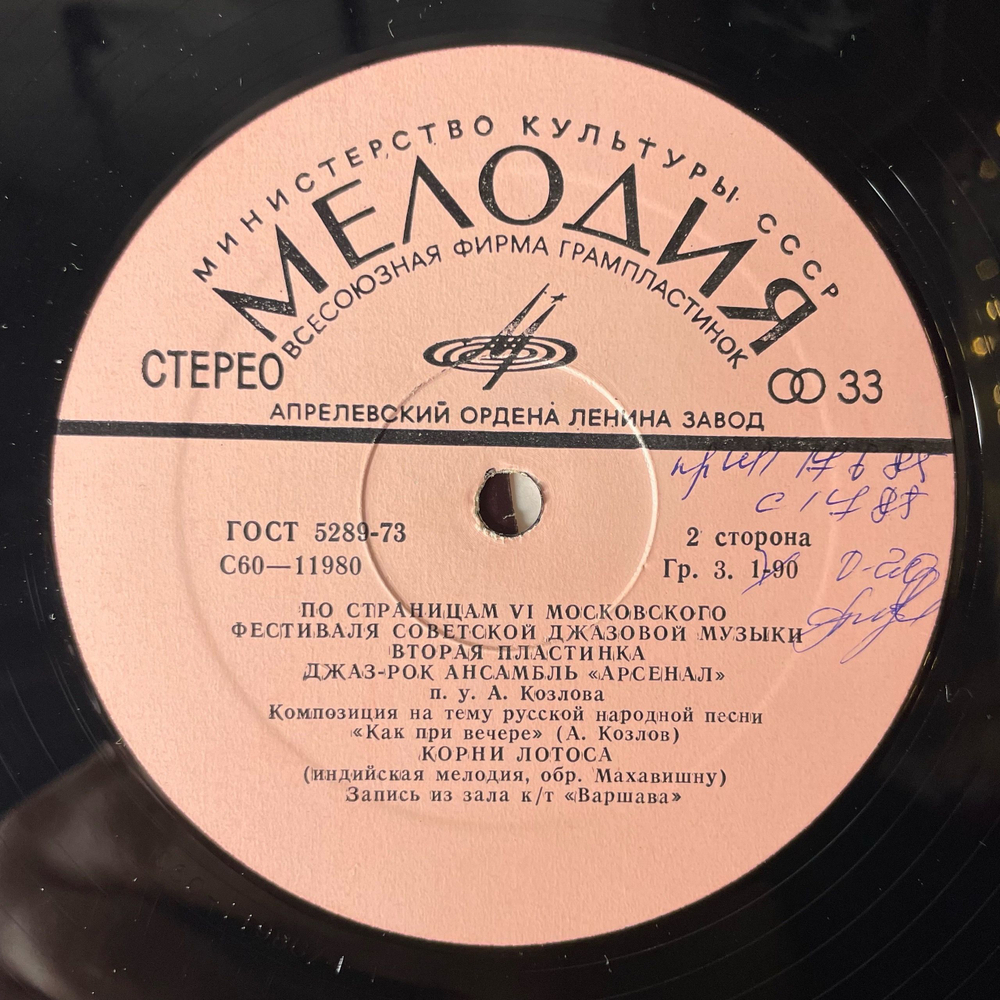 МИНИСТЕРСТВО КУЛЬТУРЫ СССР
МЕЛОДИЯ
ВСЕСОЮЗНАЯ ФИРМА ГРАМПЛАСТИНОК
СТЕРЕО
33
АПРЕЛЕВСКИЙ ОРДЕНА ЛЕНИНА ЗАВОД
ГОСТ 5289-73
2 сторона
С60—11980
Гр. 3. 1-90
ПО СТРАНИЦАМ VI МОСКОВСКОГО
ФЕСТИВАЛЯ СОВЕТСКОЙ ДЖАЗОВОЙ МУЗЫКИ
ВТОРАЯ ПЛАСТИНКА
ДЖАЗ-РОК АНСАМБЛЬ «АРСЕНАЛ»
п. у. А. Козлова
Композиция на тему русской народной песни
«Как при вечере» (А. Козлов)
КОРНИ ЛОТОСА
(индийская мелодия, обр. Махавишну)
Запись из зала к/т «Варшава»